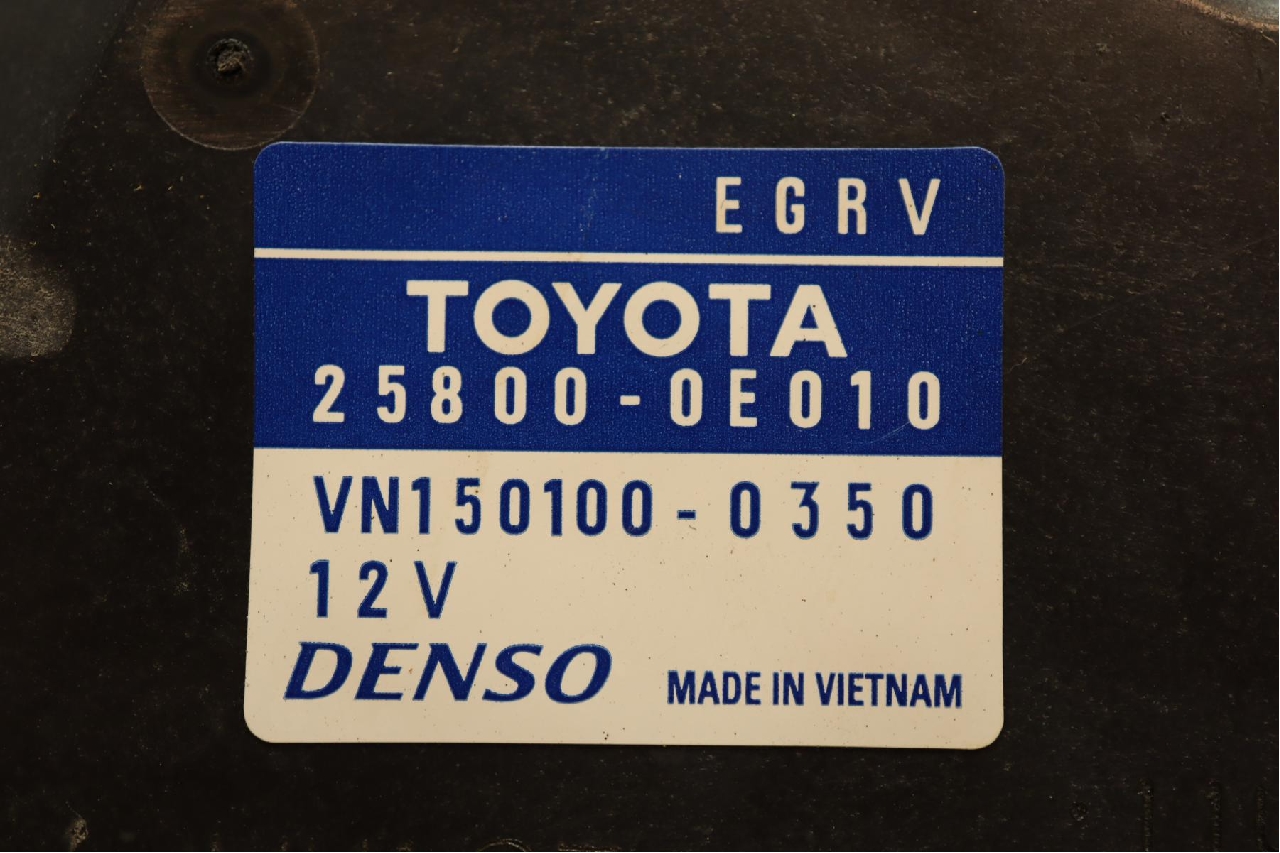 EGRV
TOYOTA
25800-0E010
VN150100-0350
12V
DENSO MADE IN VIETNAM